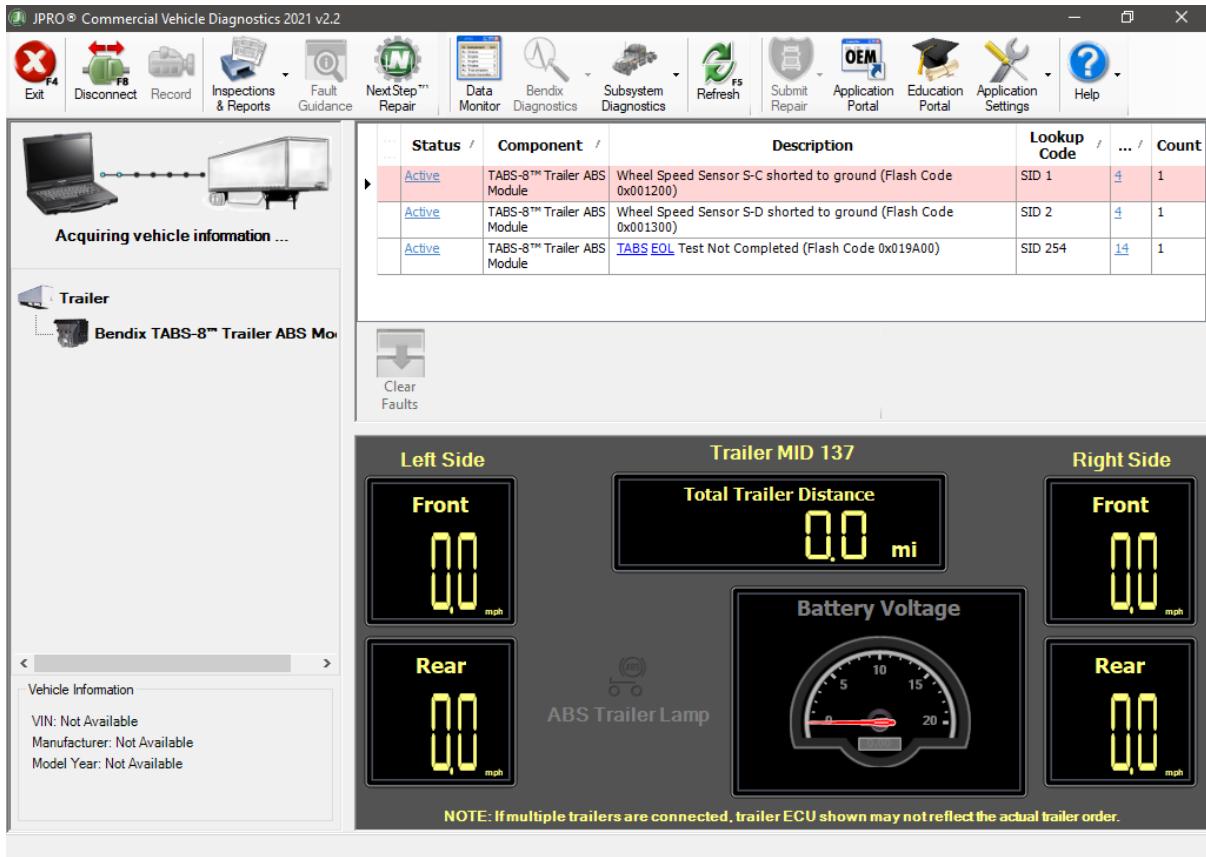 JPRO® Commercial Vehicle Diagnostics 2021 v2.2
F4
Exit
F8
Disconnect
Record
Inspections
& Reports
Fault
Guidance
NextStep™
Repair
Data
Monitor
Bendix
Diagnostics
Subsystem
Diagnostics
F5
Refresh
Submit
Repair
OEM
Application
Portal
Education
Portal
Application
Settings
Help
Acquiring vehicle information ...
Trailer
Bendix TABS-8™ Trailer ABS Mo
Vehicle Information
VIN: Not Available
Manufacturer: Not Available
Model Year: Not Available
... Status Component Description Lookup Code ... Count
Active TABS-8™ Trailer ABS Module Wheel Speed Sensor S-C shorted to ground (Flash Code 0x001200) SID 1 4 1
Active TABS-8™ Trailer ABS Module Wheel Speed Sensor S-D shorted to ground (Flash Code 0x001300) SID 2 4 1
Active TABS-8™ Trailer ABS Module TABS EOL Test Not Completed (Flash Code 0x019A00) SID 254 14 1
Clear
Faults
Left Side
Trailer MID 137
Right Side
Front
0.0 mph
Total Trailer Distance
0.0 mi
Front
0.0 mph
Rear
0.0 mph
ABS
ABS Trailer Lamp
Battery Voltage
0 5 10 15 20
0.00
Rear
0.0 mph
NOTE: If multiple trailers are connected, trailer ECU shown may not reflect the actual trailer order.